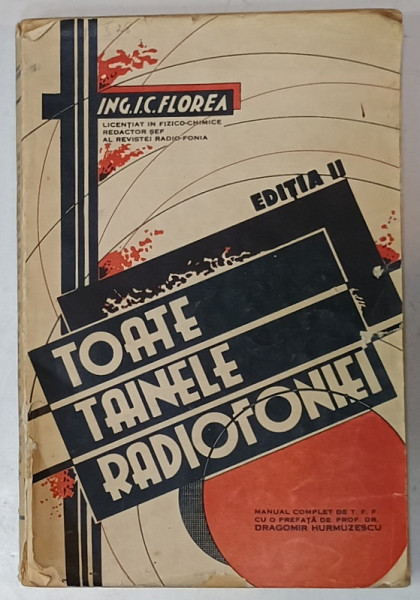 ING. I.C. FLOREA
LICENȚIAT IN FIZICO-CHIMICE
REDACTOR ȘEF
AL REVISTEI RADIO-FONIA
EDIȚIA II
TOATE
TAINELE
RADIOFONIEI
MANUAL COMPLET DE T. F. F.
CU O PREFAȚĂ DE PROF. DR.
DRAGOMIR HURMUZESCU